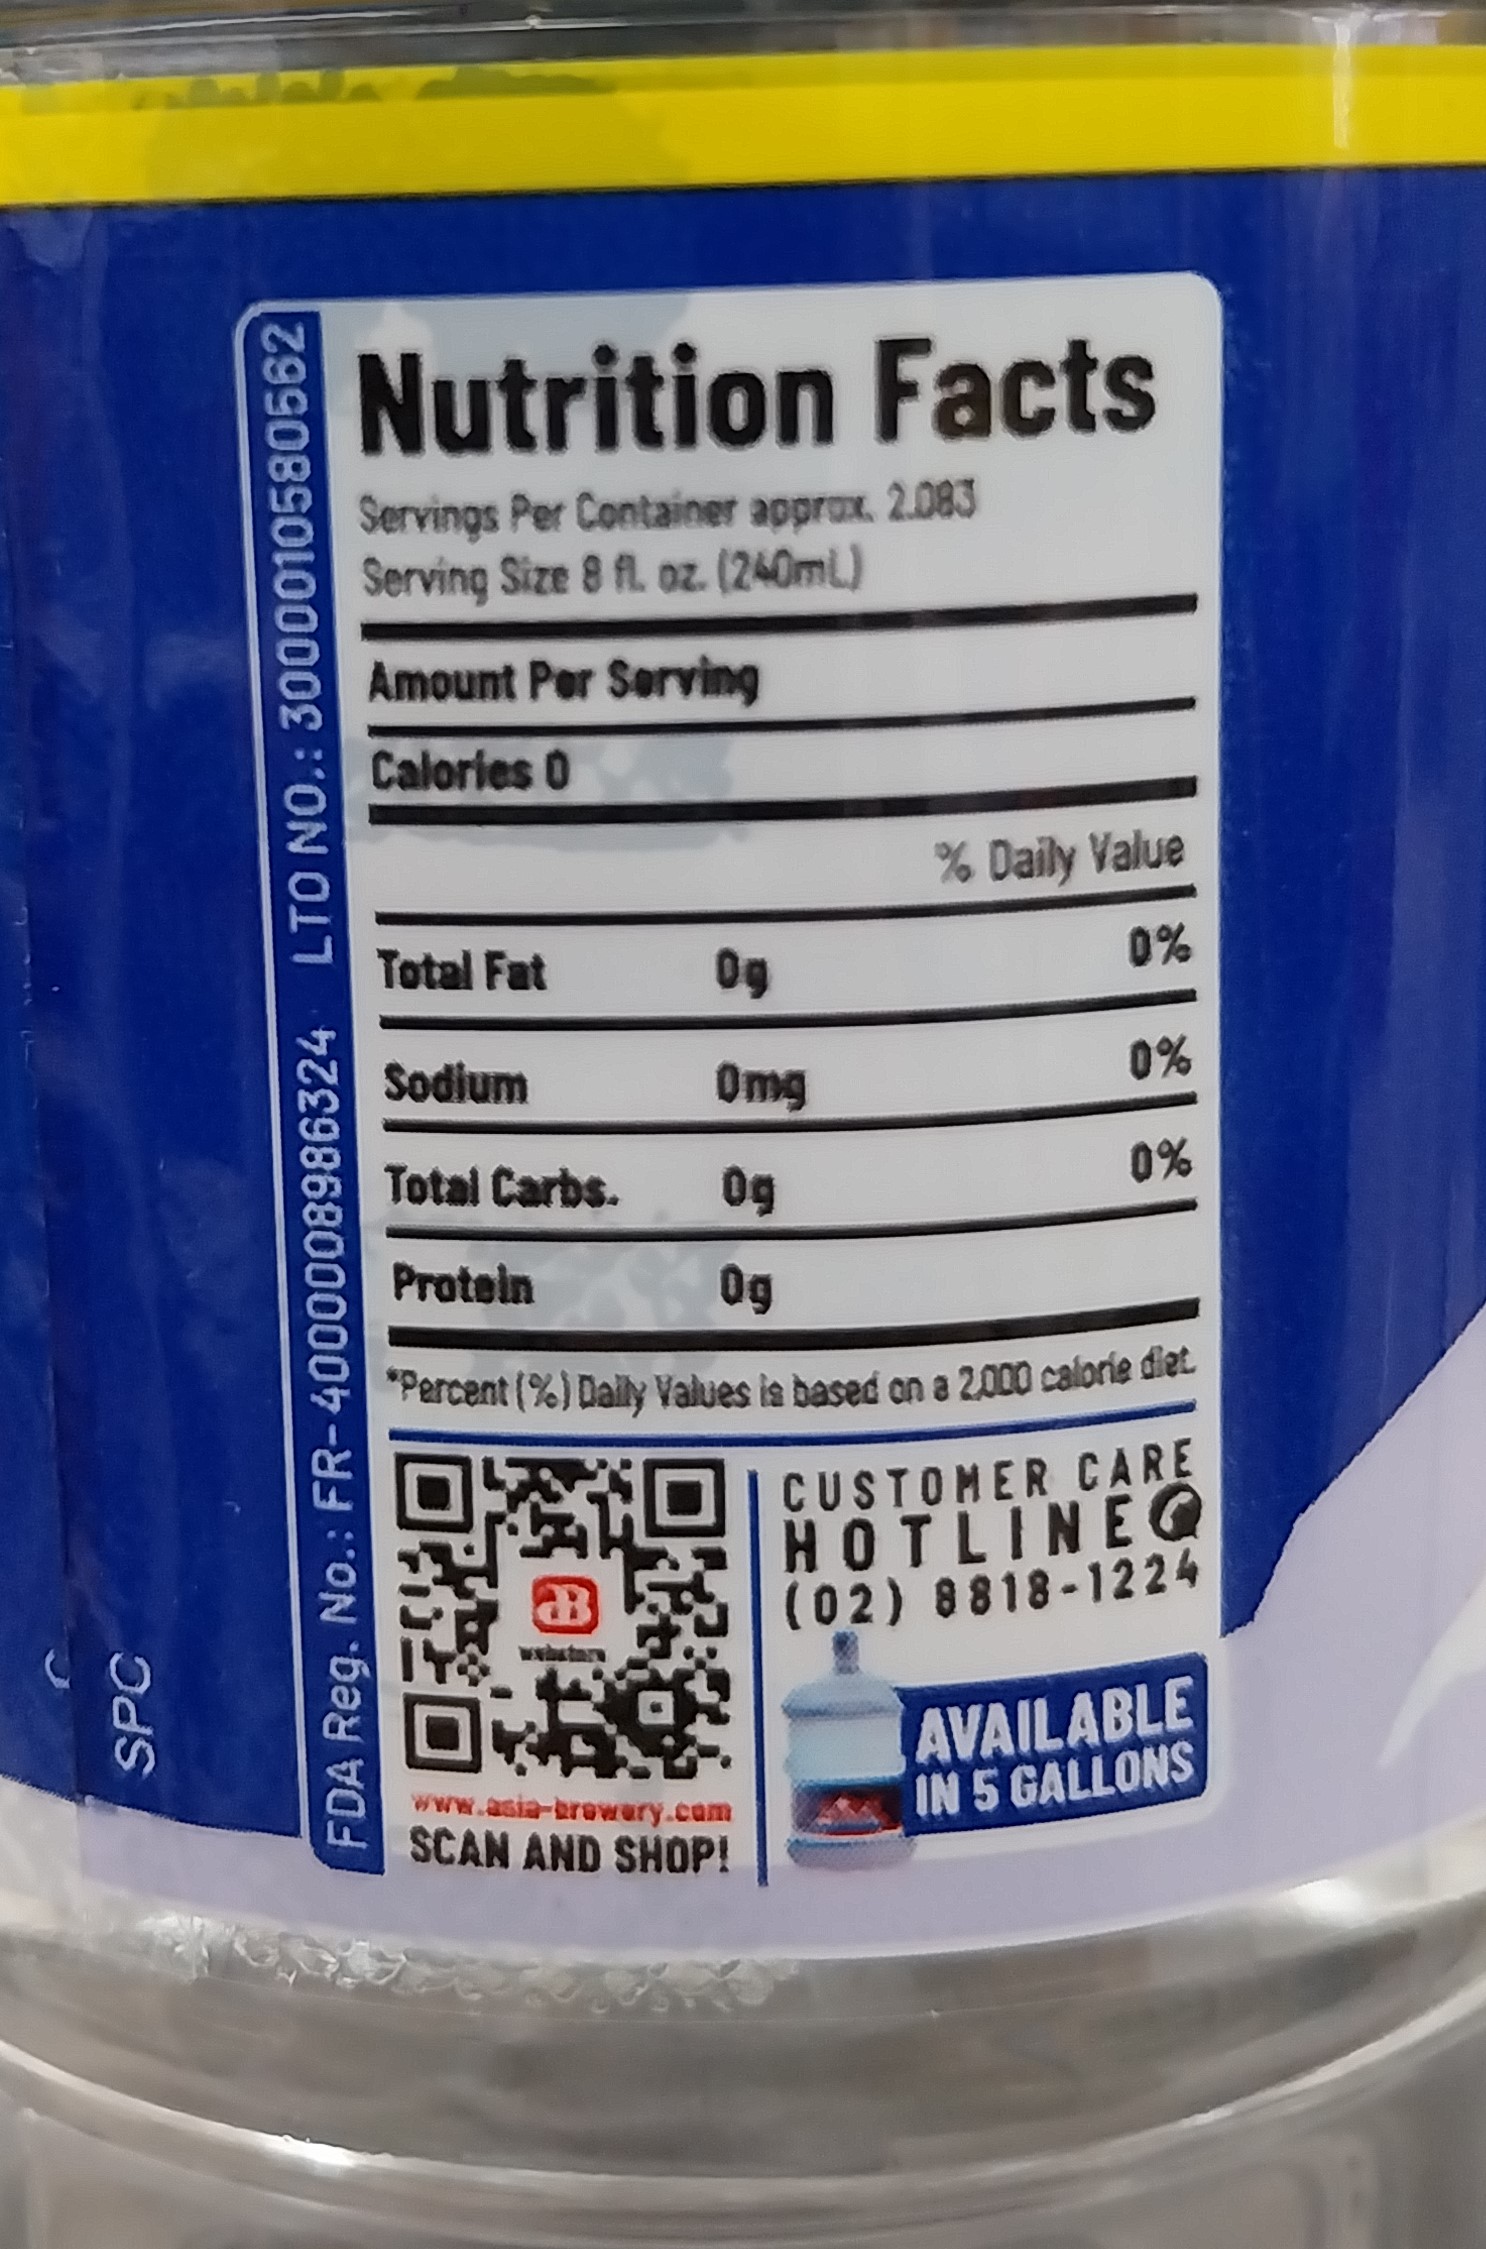 Nutrition Facts
Servings Per Container approx. 2.083
Serving Size 8 fl. oz. (240mL)
Amount Per Serving
Calories 0
% Daily Value
Total Fat 0g 0%
Sodium 0mg 0%
Total Carbs. 0g 0%
Protein 0g
*Percent (%) Daily Values is based on a 2,000 calorie diet.
FDA Reg. No.: FR-4000008986324 LTO NO.: 3000010580562
SPC
www.asia-brewery.com
SCAN AND SHOP!
CUSTOMER CARE
HOTLINE
(02) 8818-1224
AVAILABLE
IN 5 GALLONS